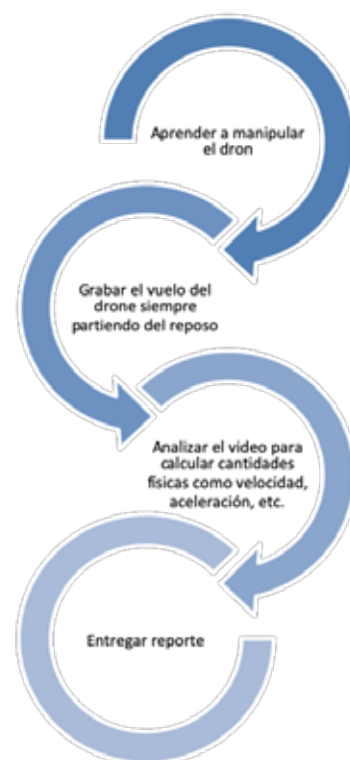 Aprender a manipular
el dron
Grabar el vuelo del
drone siempre
partiendo del reposo
Analizar el video para
calcular cantidades
físicas como velocidad,
aceleración, etc.
Entregar reporte